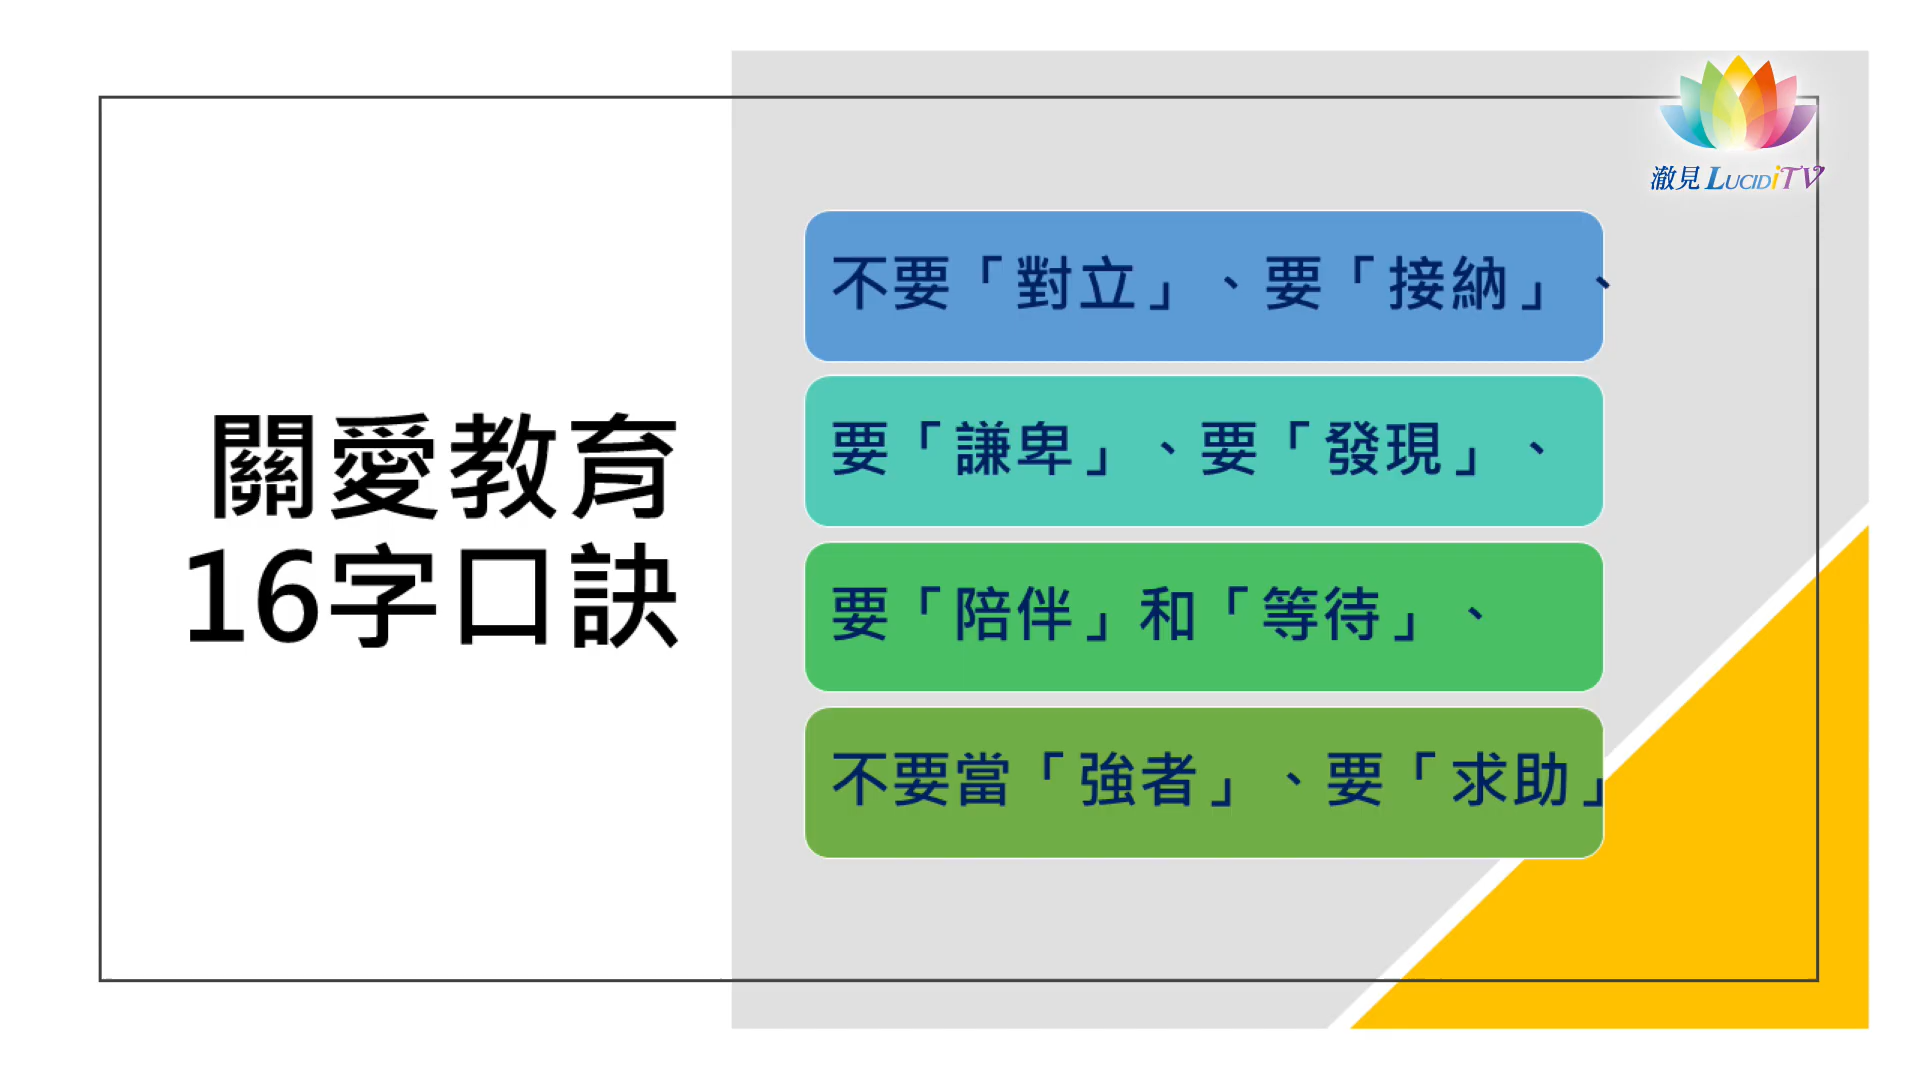 澈見 LUCIDiTV
關愛教育
16字口訣
不要「對立」、要「接納」、
要「謙卑」、要「發現」、
要「陪伴」和「等待」、
不要當「強者」、要「求助」